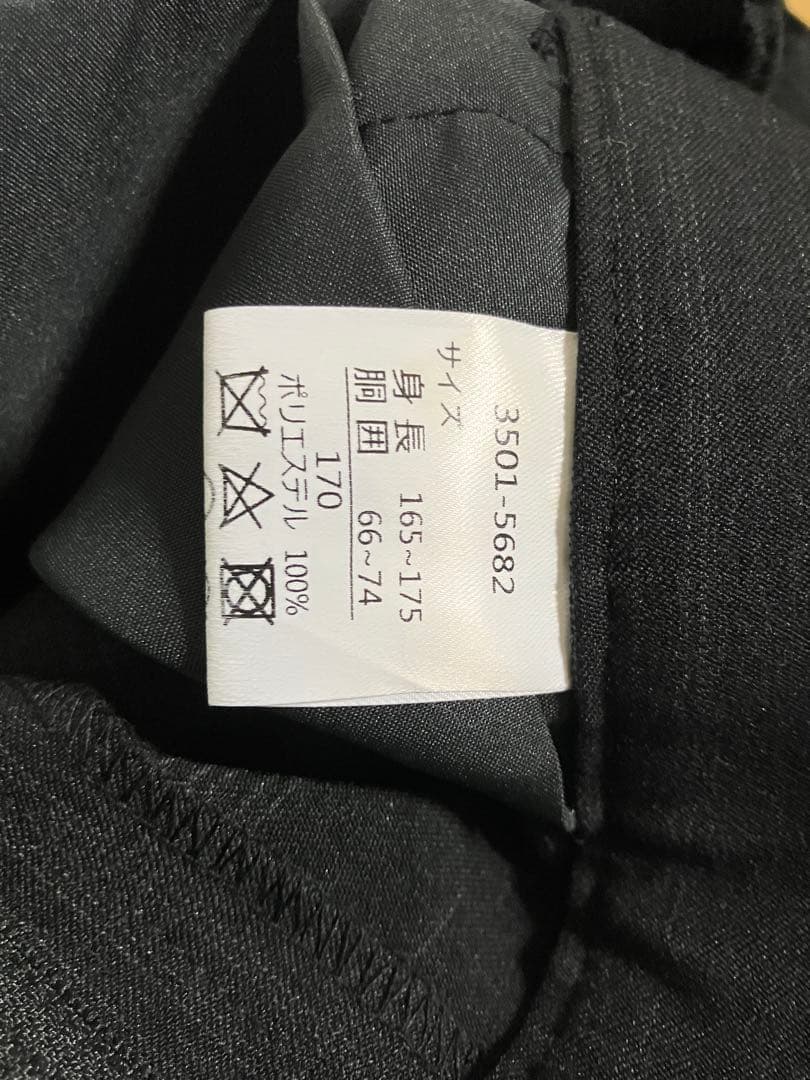 3501-5682
サイズ
身長 165~175
胴囲 66~74
170
ポリエステル 100%